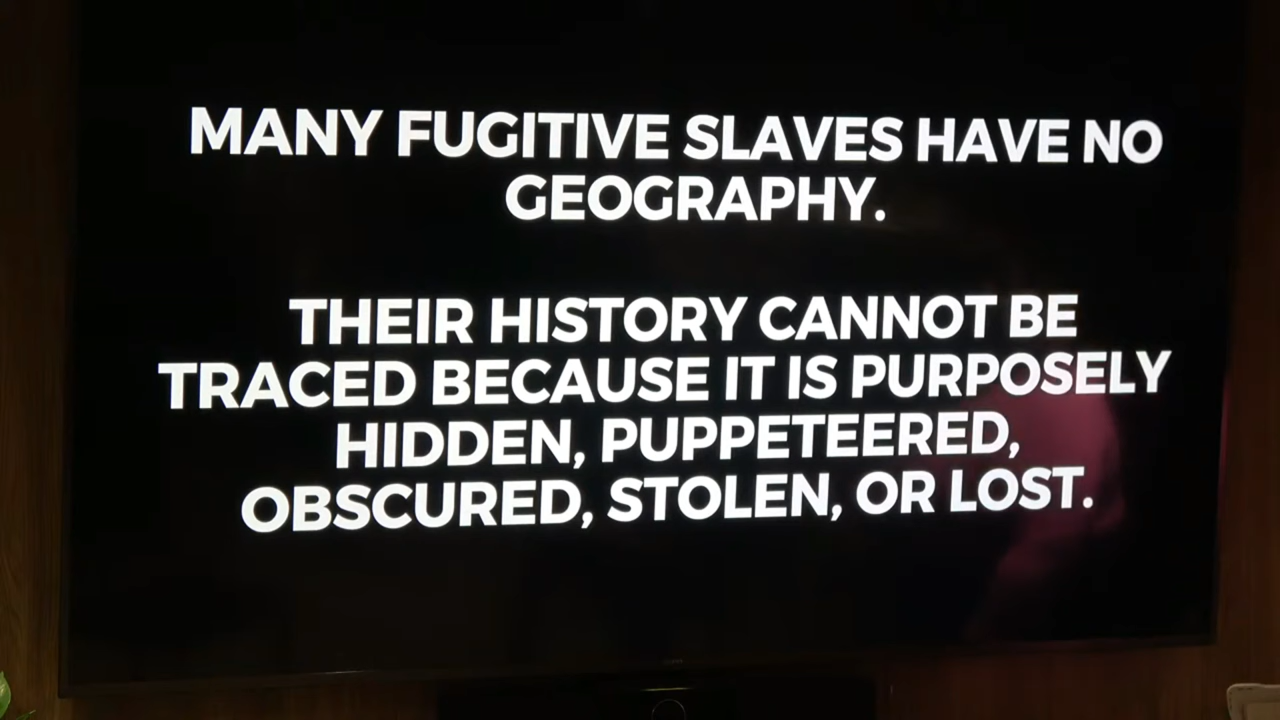 MANY FUGITIVE SLAVES HAVE NO
GEOGRAPHY.
THEIR HISTORY CANNOT BE
TRACED BECAUSE IT IS PURPOSELY
HIDDEN, PUPPETEERED,
OBSCURED, STOLEN, OR LOST.